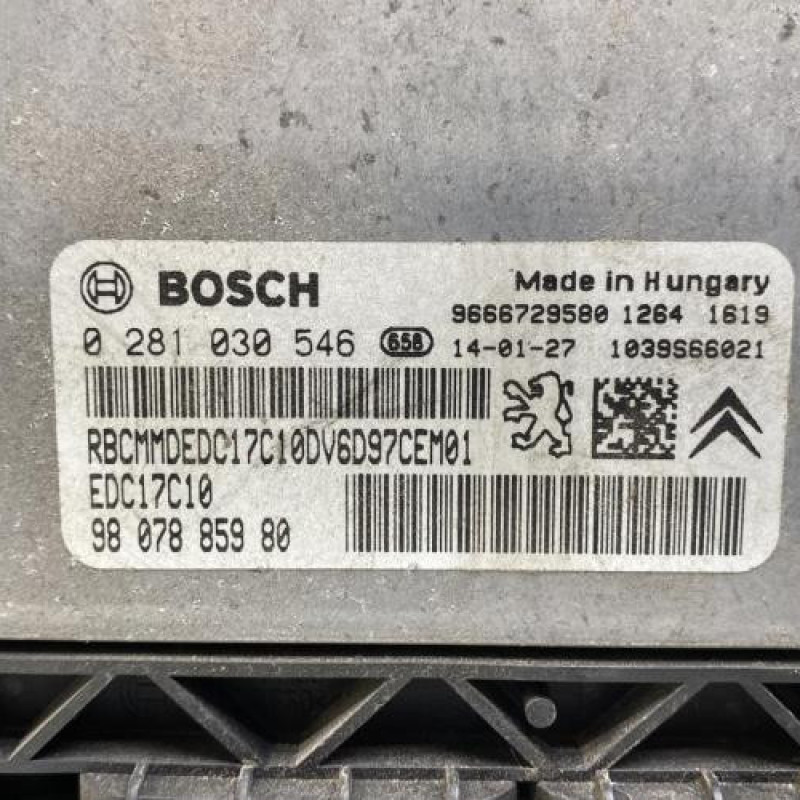 BOSCH
Made in Hungary
9666729580 1264 1619
0 281 030 546 658 14-01-27 1039S66021
RBCMMDEDC17C10DV6D97CEM01
EDC17C10
98 078 859 80